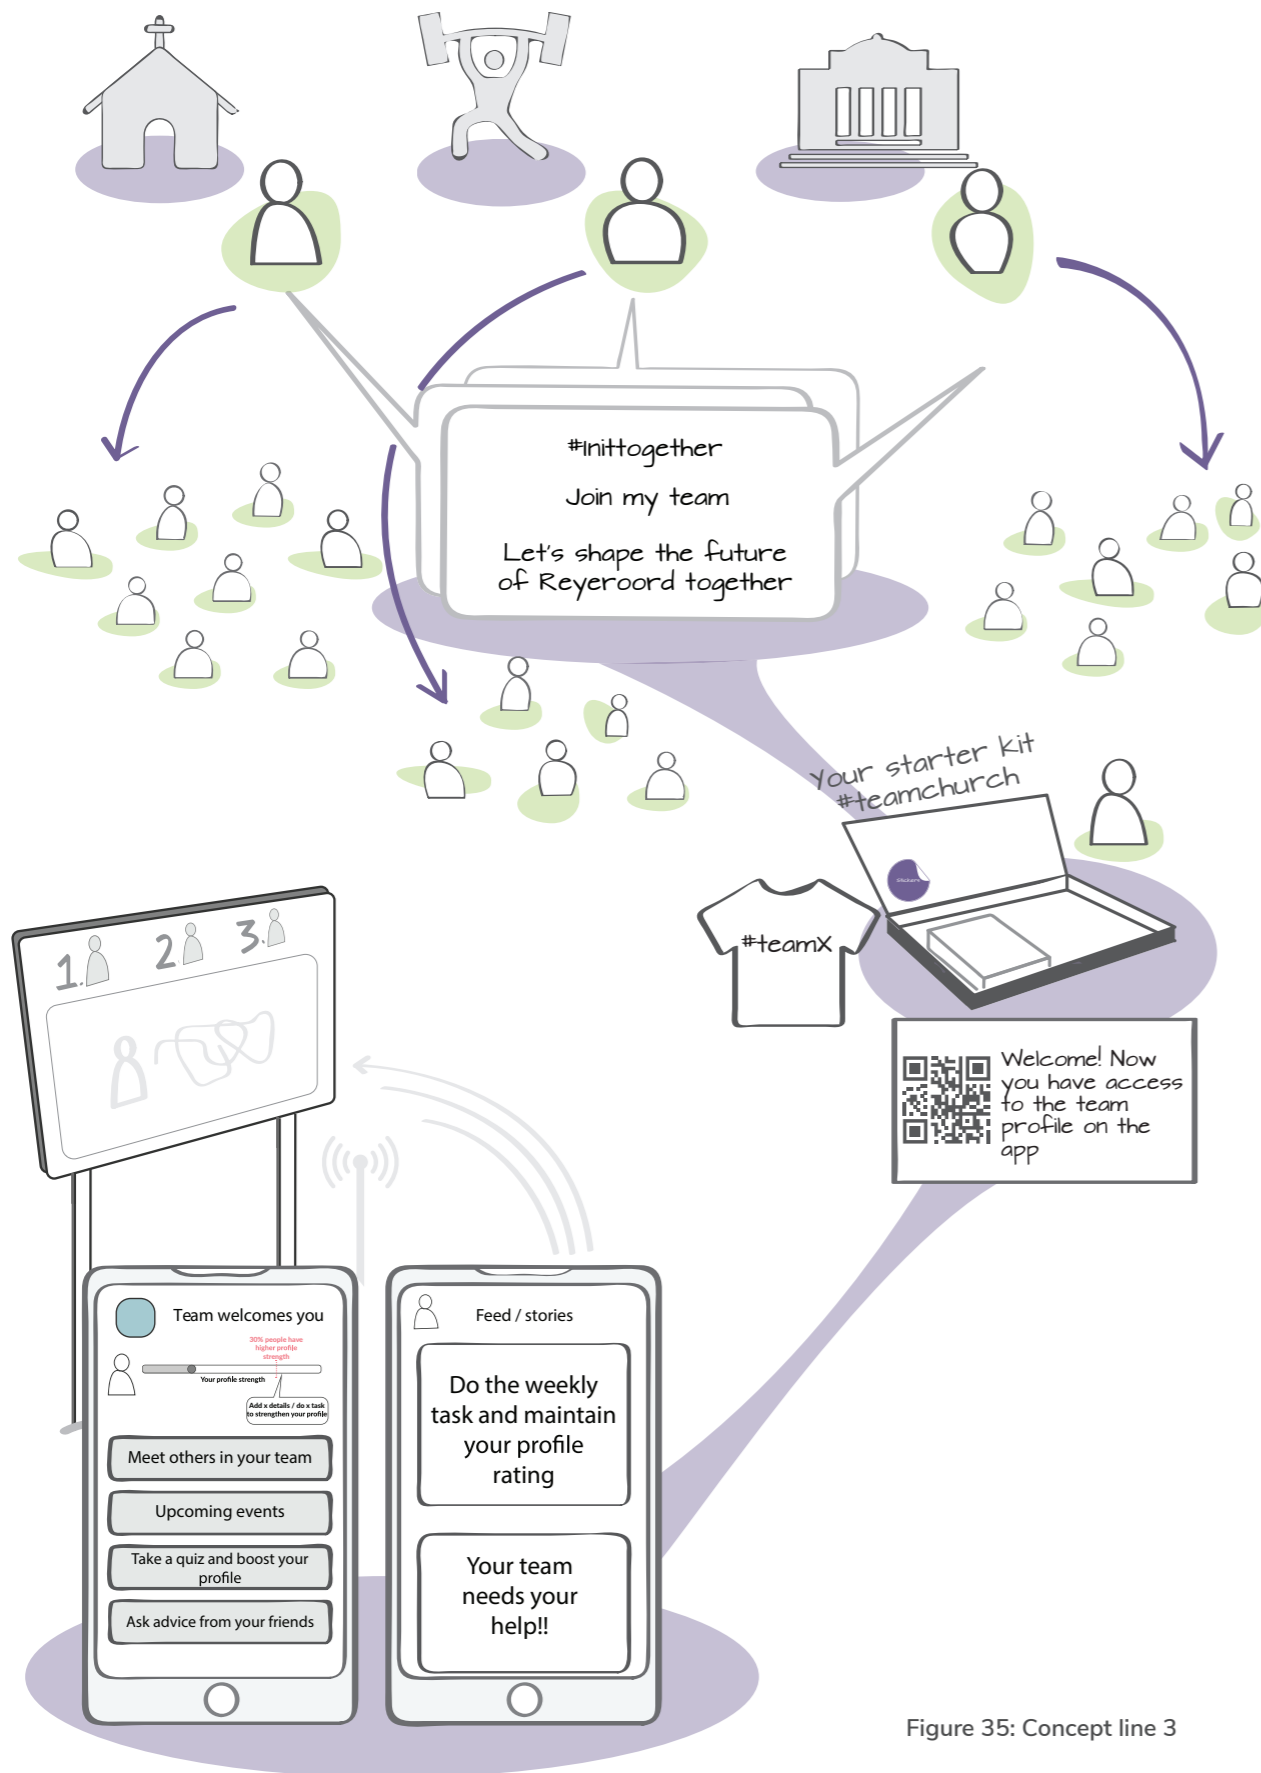 #Inittogether
Join my team
Let's shape the future
of Reyeroord together
Your starter kit
#teamchurch
Stickers
#teamX
Welcome! Now
you have access
to the team
profile on the
app
1.
2.
3.
Team welcomes you
30% people have
higher profile
strength
Your profile strength
Add x details / do x task
to strengthen your profile
Meet others in your team
Upcoming events
Take a quiz and boost your
profile
Ask advice from your friends
Feed / stories
Do the weekly
task and maintain
your profile
rating
Your team
needs your
help!!
Figure 35: Concept line 3